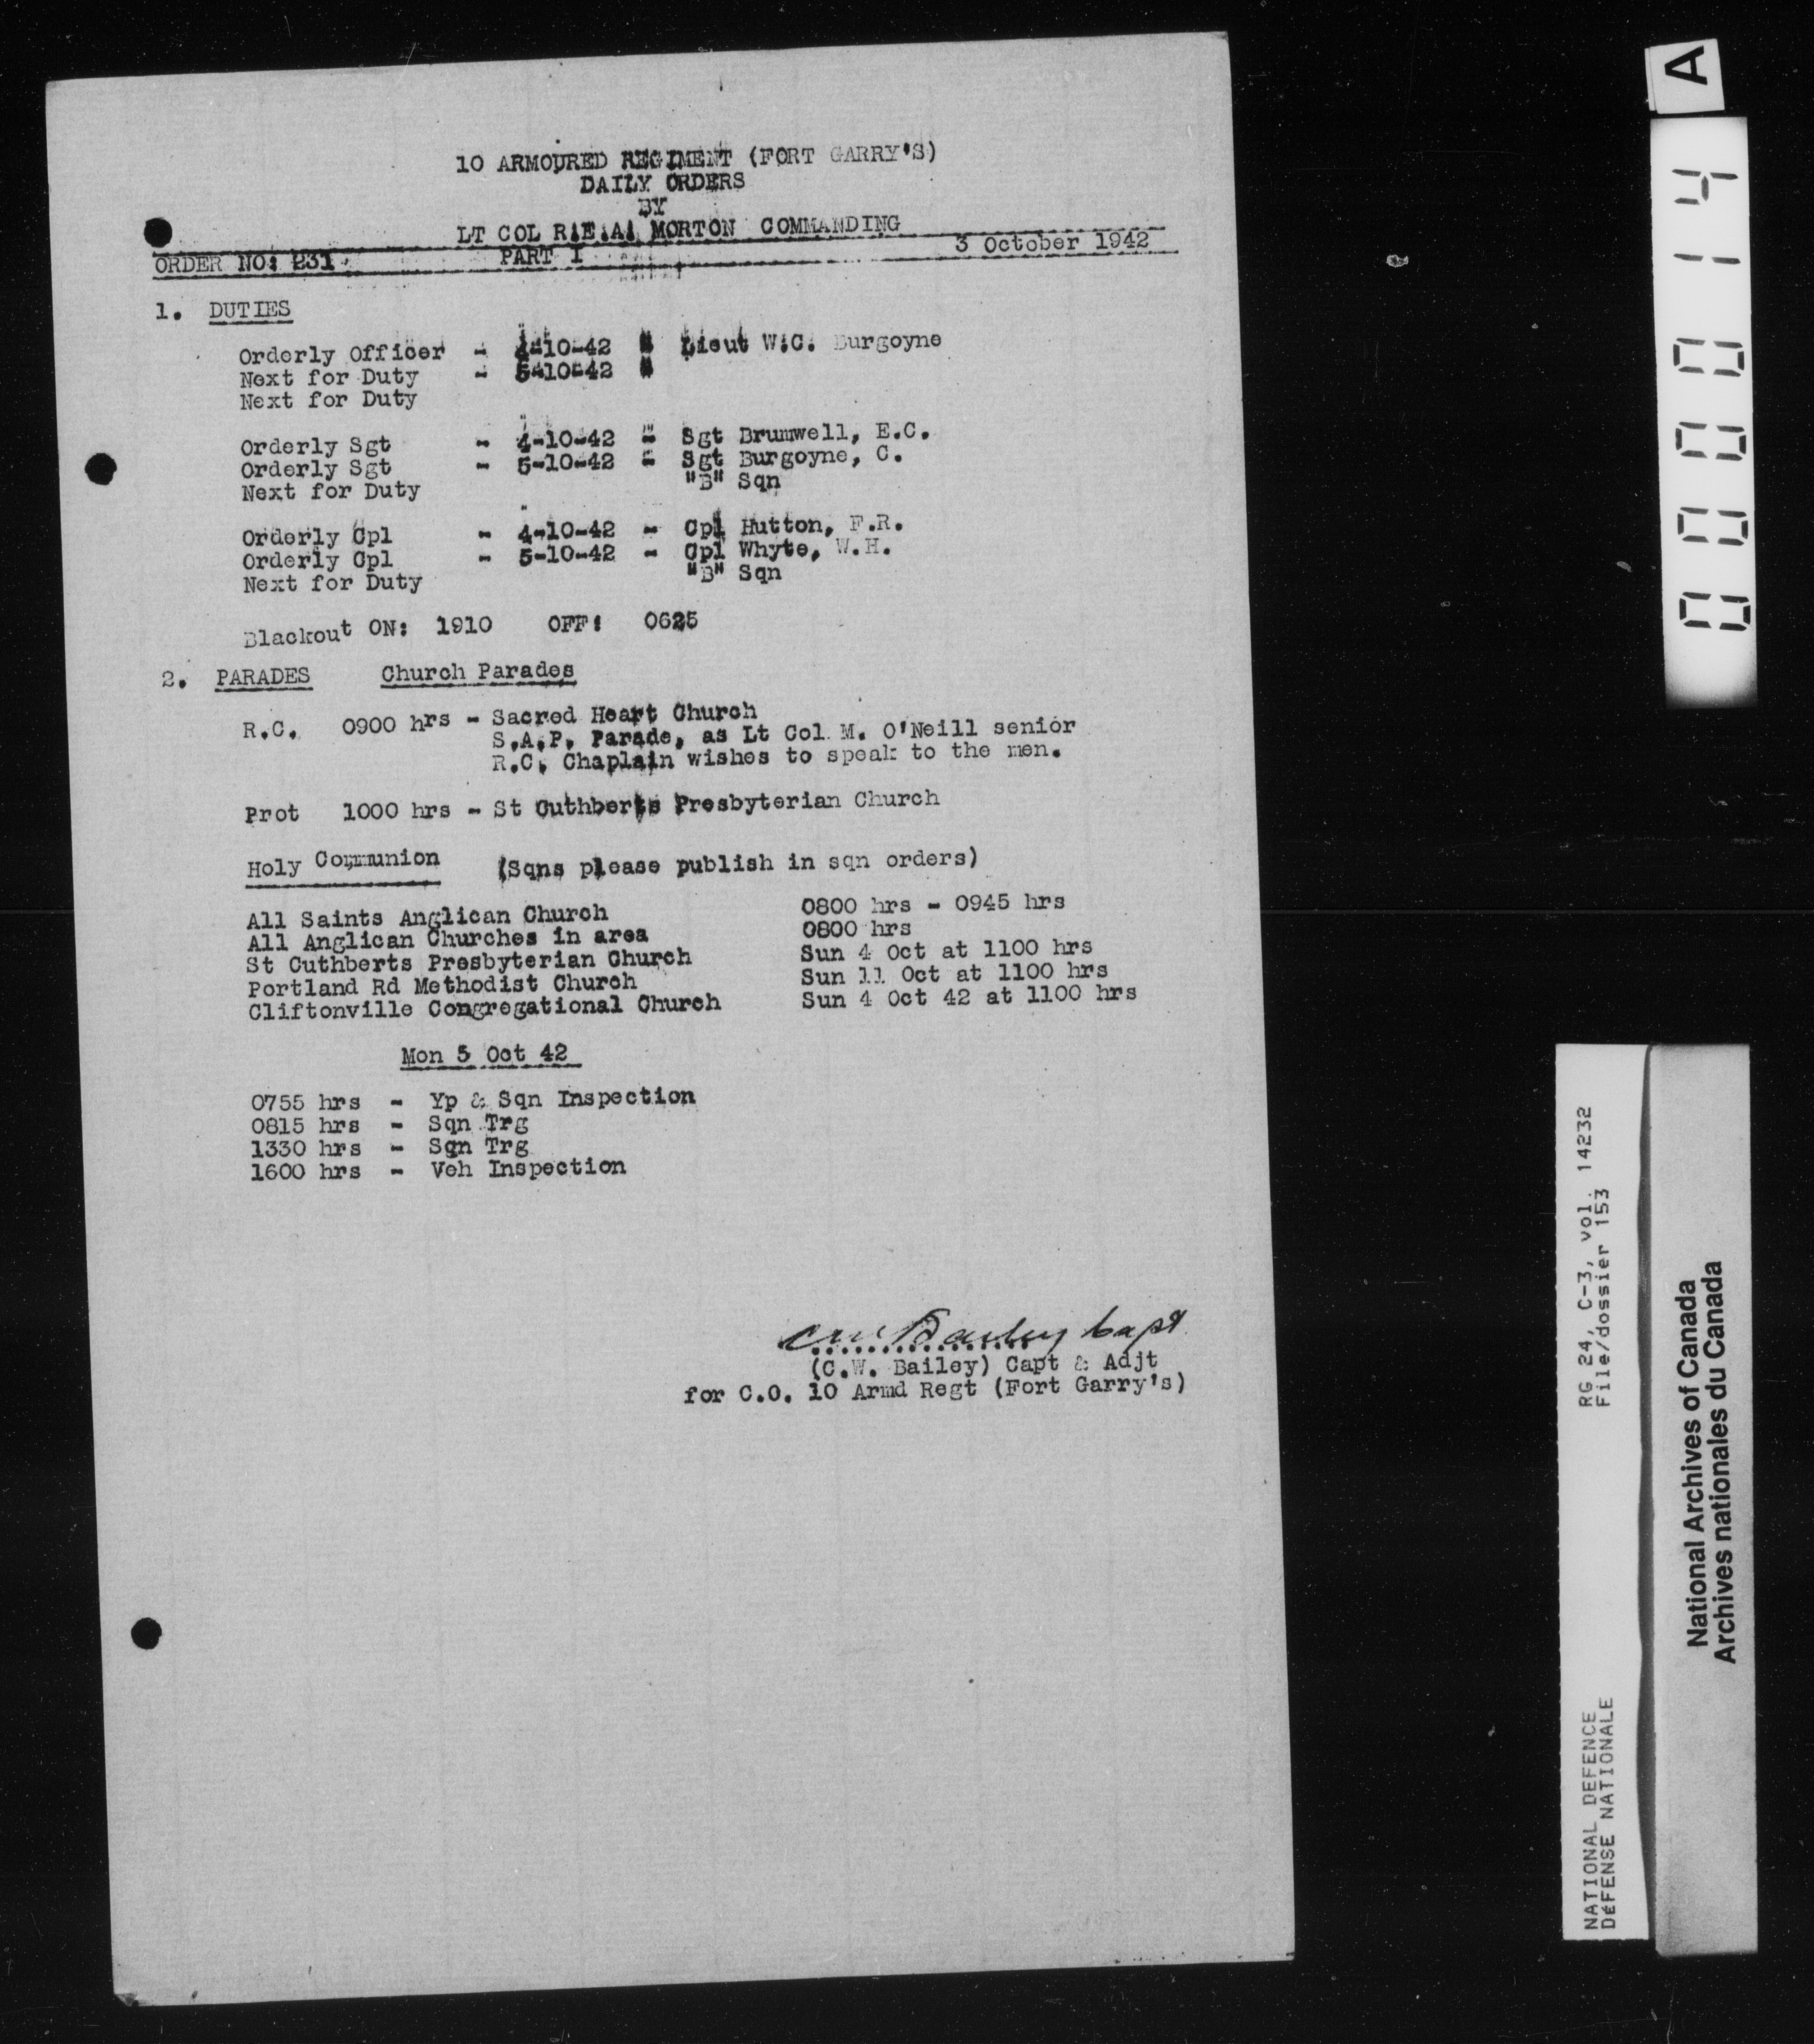 10 ARMOURED REGIMENT (FORT GARRY'S)
DAILY ORDERS
BY
LT COL R.E.A. MORTON COMMANDING
ORDER NO: 231 PART I 3 October 1942
1. DUTIES
Orderly Officer - 4-10-42 - Lieut W.C. Burgoyne
Next for Duty - 5-10-42 -
Next for Duty
Orderly Sgt - 4-10-42 - Sgt Brumwell, E.C.
Orderly Sgt - 5-10-42 - Sgt Burgoyne, C.
Next for Duty "B" Sqn
Orderly Cpl - 4-10-42 - Cpl Hutton, F.R.
Orderly Cpl - 5-10-42 - Cpl Whyte, W.H.
Next for Duty "B" Sqn
Blackout ON: 1910 OFF: 0625
2. PARADES Church Parades
R.C. 0900 hrs - Sacred Heart Church
S.A.P. Parade, as Lt Col M. O'Neill senior
R.C. Chaplain wishes to speak to the men.
Prot 1000 hrs - St Cuthberts Presbyterian Church
Holy Communion (Sqns please publish in sqn orders)
All Saints Anglican Church 0800 hrs - 0945 hrs
All Anglican Churches in area 0800 hrs
St Cuthberts Presbyterian Church Sun 4 Oct at 1100 hrs
Portland Rd Methodist Church Sun 11 Oct at 1100 hrs
Cliftonville Congregational Church Sun 4 Oct 42 at 1100 hrs
Mon 5 Oct 42
0755 hrs - Yp & Sqn Inspection
0815 hrs - Sqn Trg
1330 hrs - Sqn Trg
1600 hrs - Veh Inspection
CW Bailey Capt
(C.W. Bailey) Capt & Adjt
for C.O. 10 Armd Regt (Fort Garry's)
A
000014
NATIONAL DEFENCE RG 24, C-3, vol. 14232
DéFENSE NATIONALE File/dossier 153
National Archives of Canada
Archives nationales du Canada